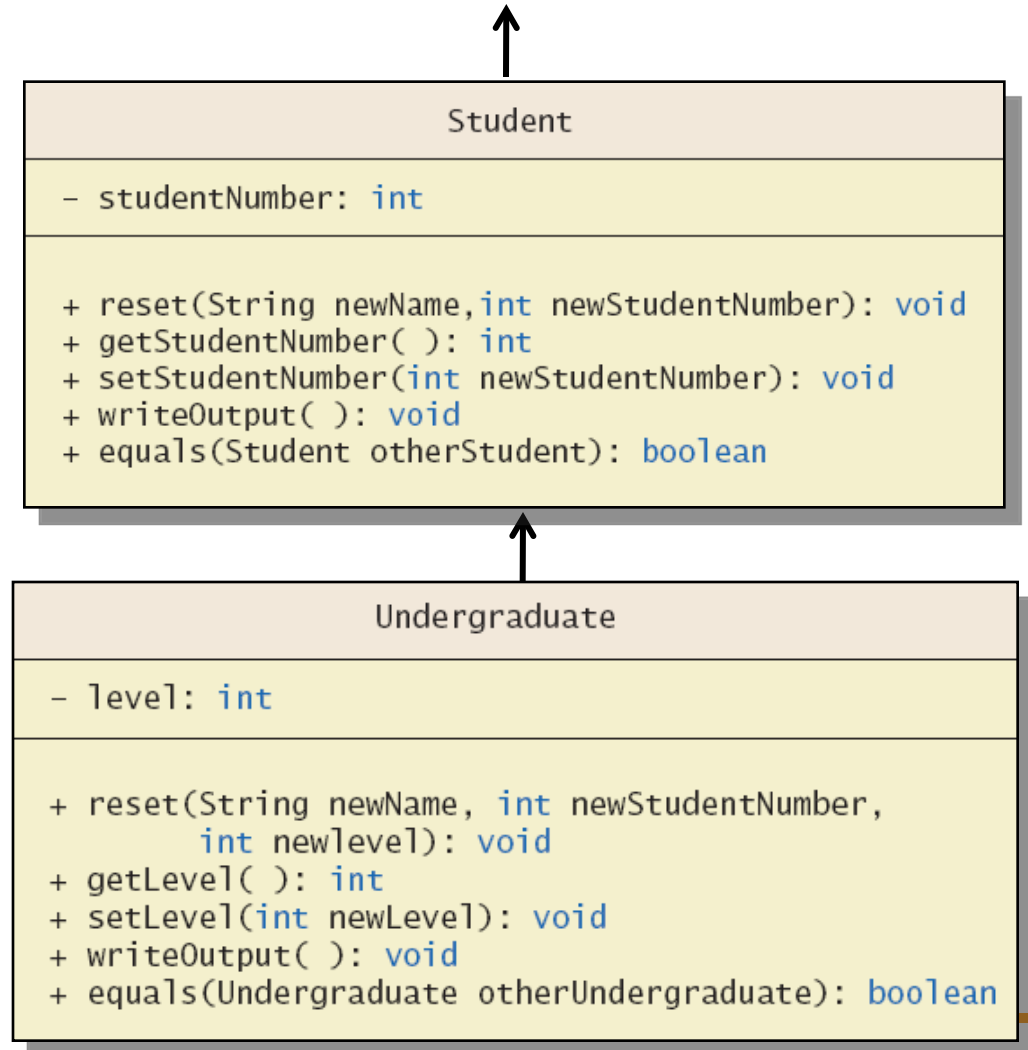 Student
– studentNumber: int
+ reset(String newName,int newStudentNumber): void
+ getStudentNumber( ): int
+ setStudentNumber(int newStudentNumber): void
+ writeOutput( ): void
+ equals(Student otherStudent): boolean
Undergraduate
– level: int
+ reset(String newName, int newStudentNumber,
int newlevel): void
+ getLevel( ): int
+ setLevel(int newLevel): void
+ writeOutput( ): void
+ equals(Undergraduate otherUndergraduate): boolean